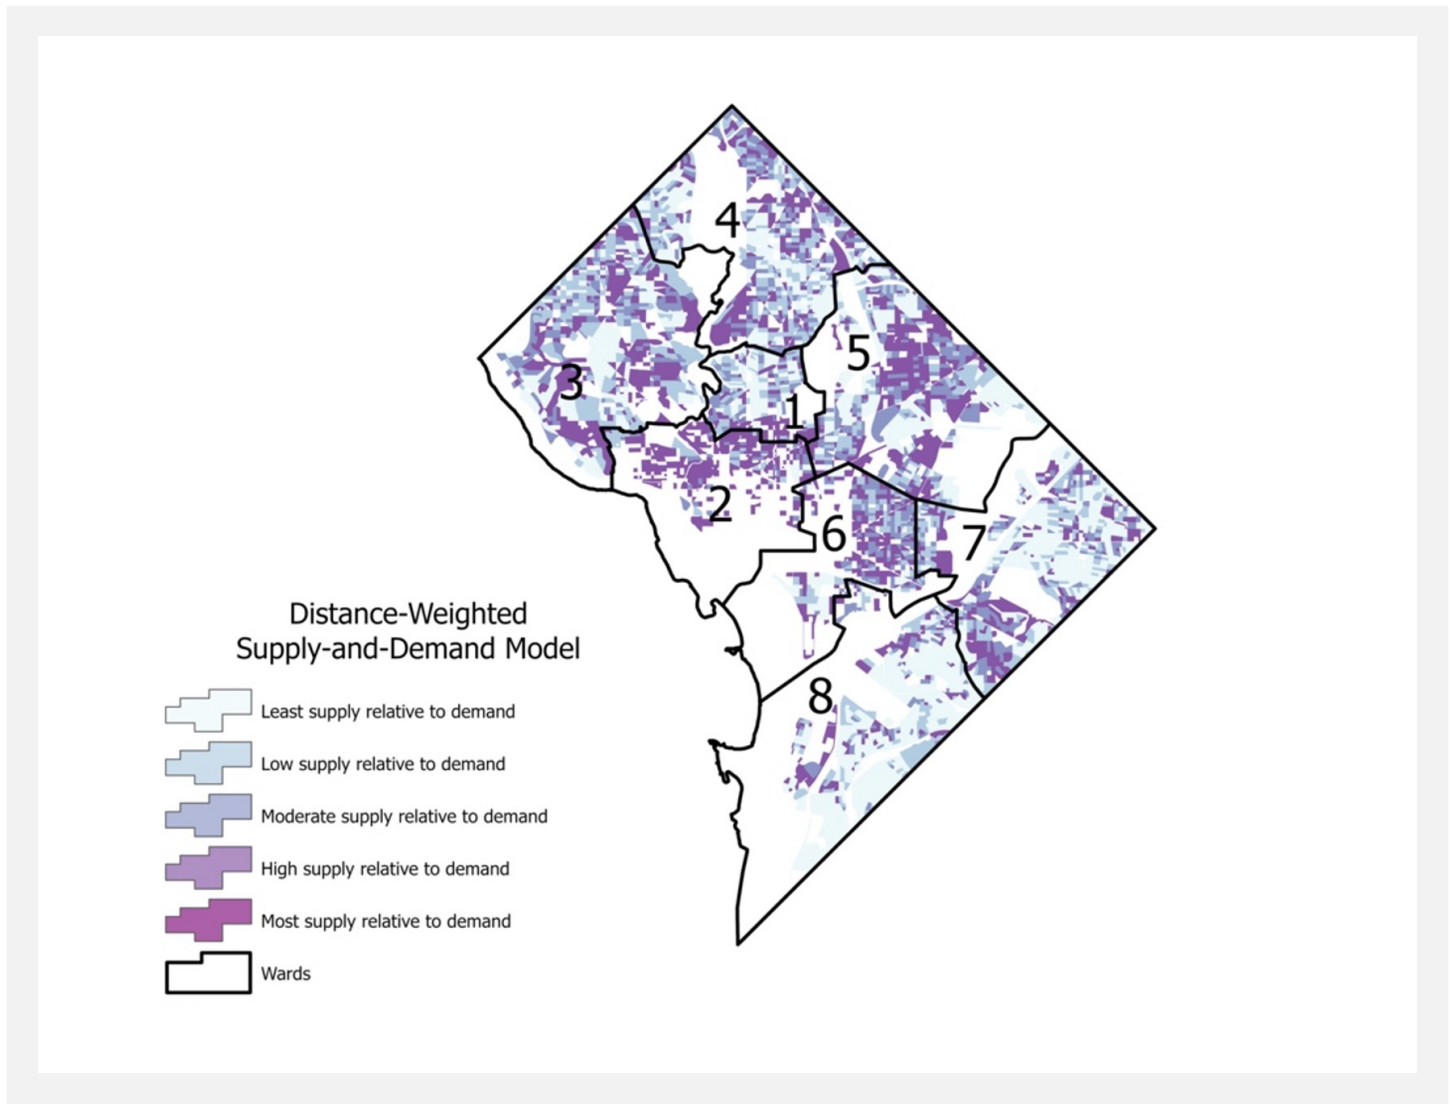 4
5
3
1
2
6
7
8
Distance-Weighted
Supply-and-Demand Model
Least supply relative to demand
Low supply relative to demand
Moderate supply relative to demand
High supply relative to demand
Most supply relative to demand
Wards